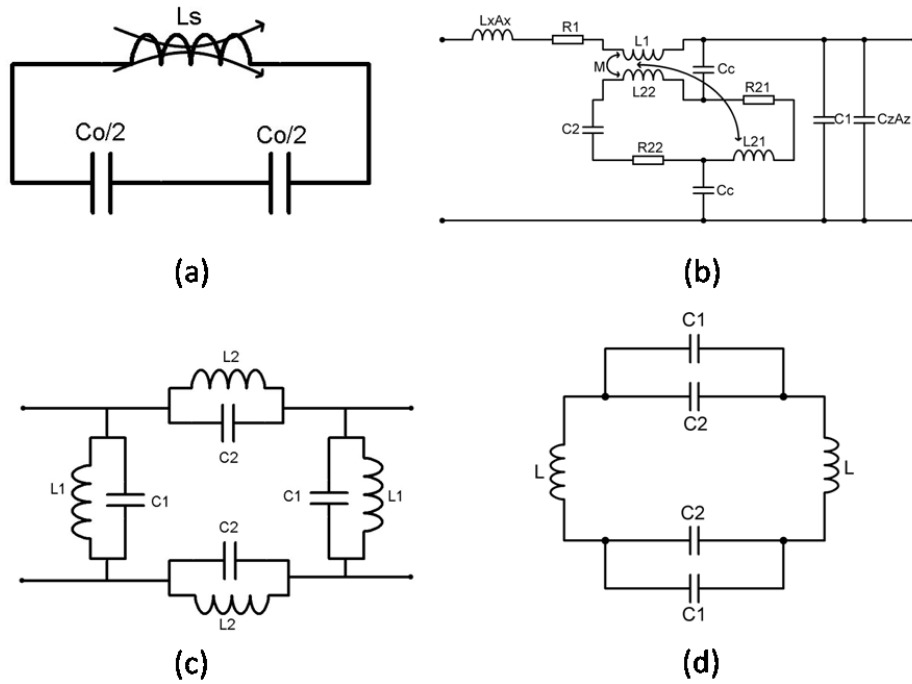 Ls
Co/2 Co/2
(a)
LxAx R1 L1
M Cc
L22 R21
C2 C1 CzAz
L21
R22
Cc
(b)
L2
C2
L1 C1 C1 L1
C2
L2
(c)
C1
C2
L L
C2
C1
(d)